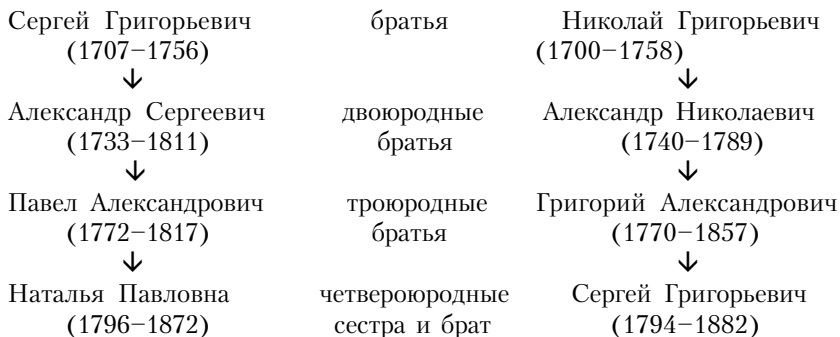 Сергей Григорьевич братья Николай Григорьевич
(1707–1756) (1700–1758)
Александр Сергеевич двоюродные Александр Николаевич
(1733–1811) братья (1740–1789)
Павел Александрович троюродные Григорий Александрович
(1772–1817) братья (1770–1857)
Наталья Павловна четвероюродные Сергей Григорьевич
(1796–1872) сестра и брат (1794–1882)